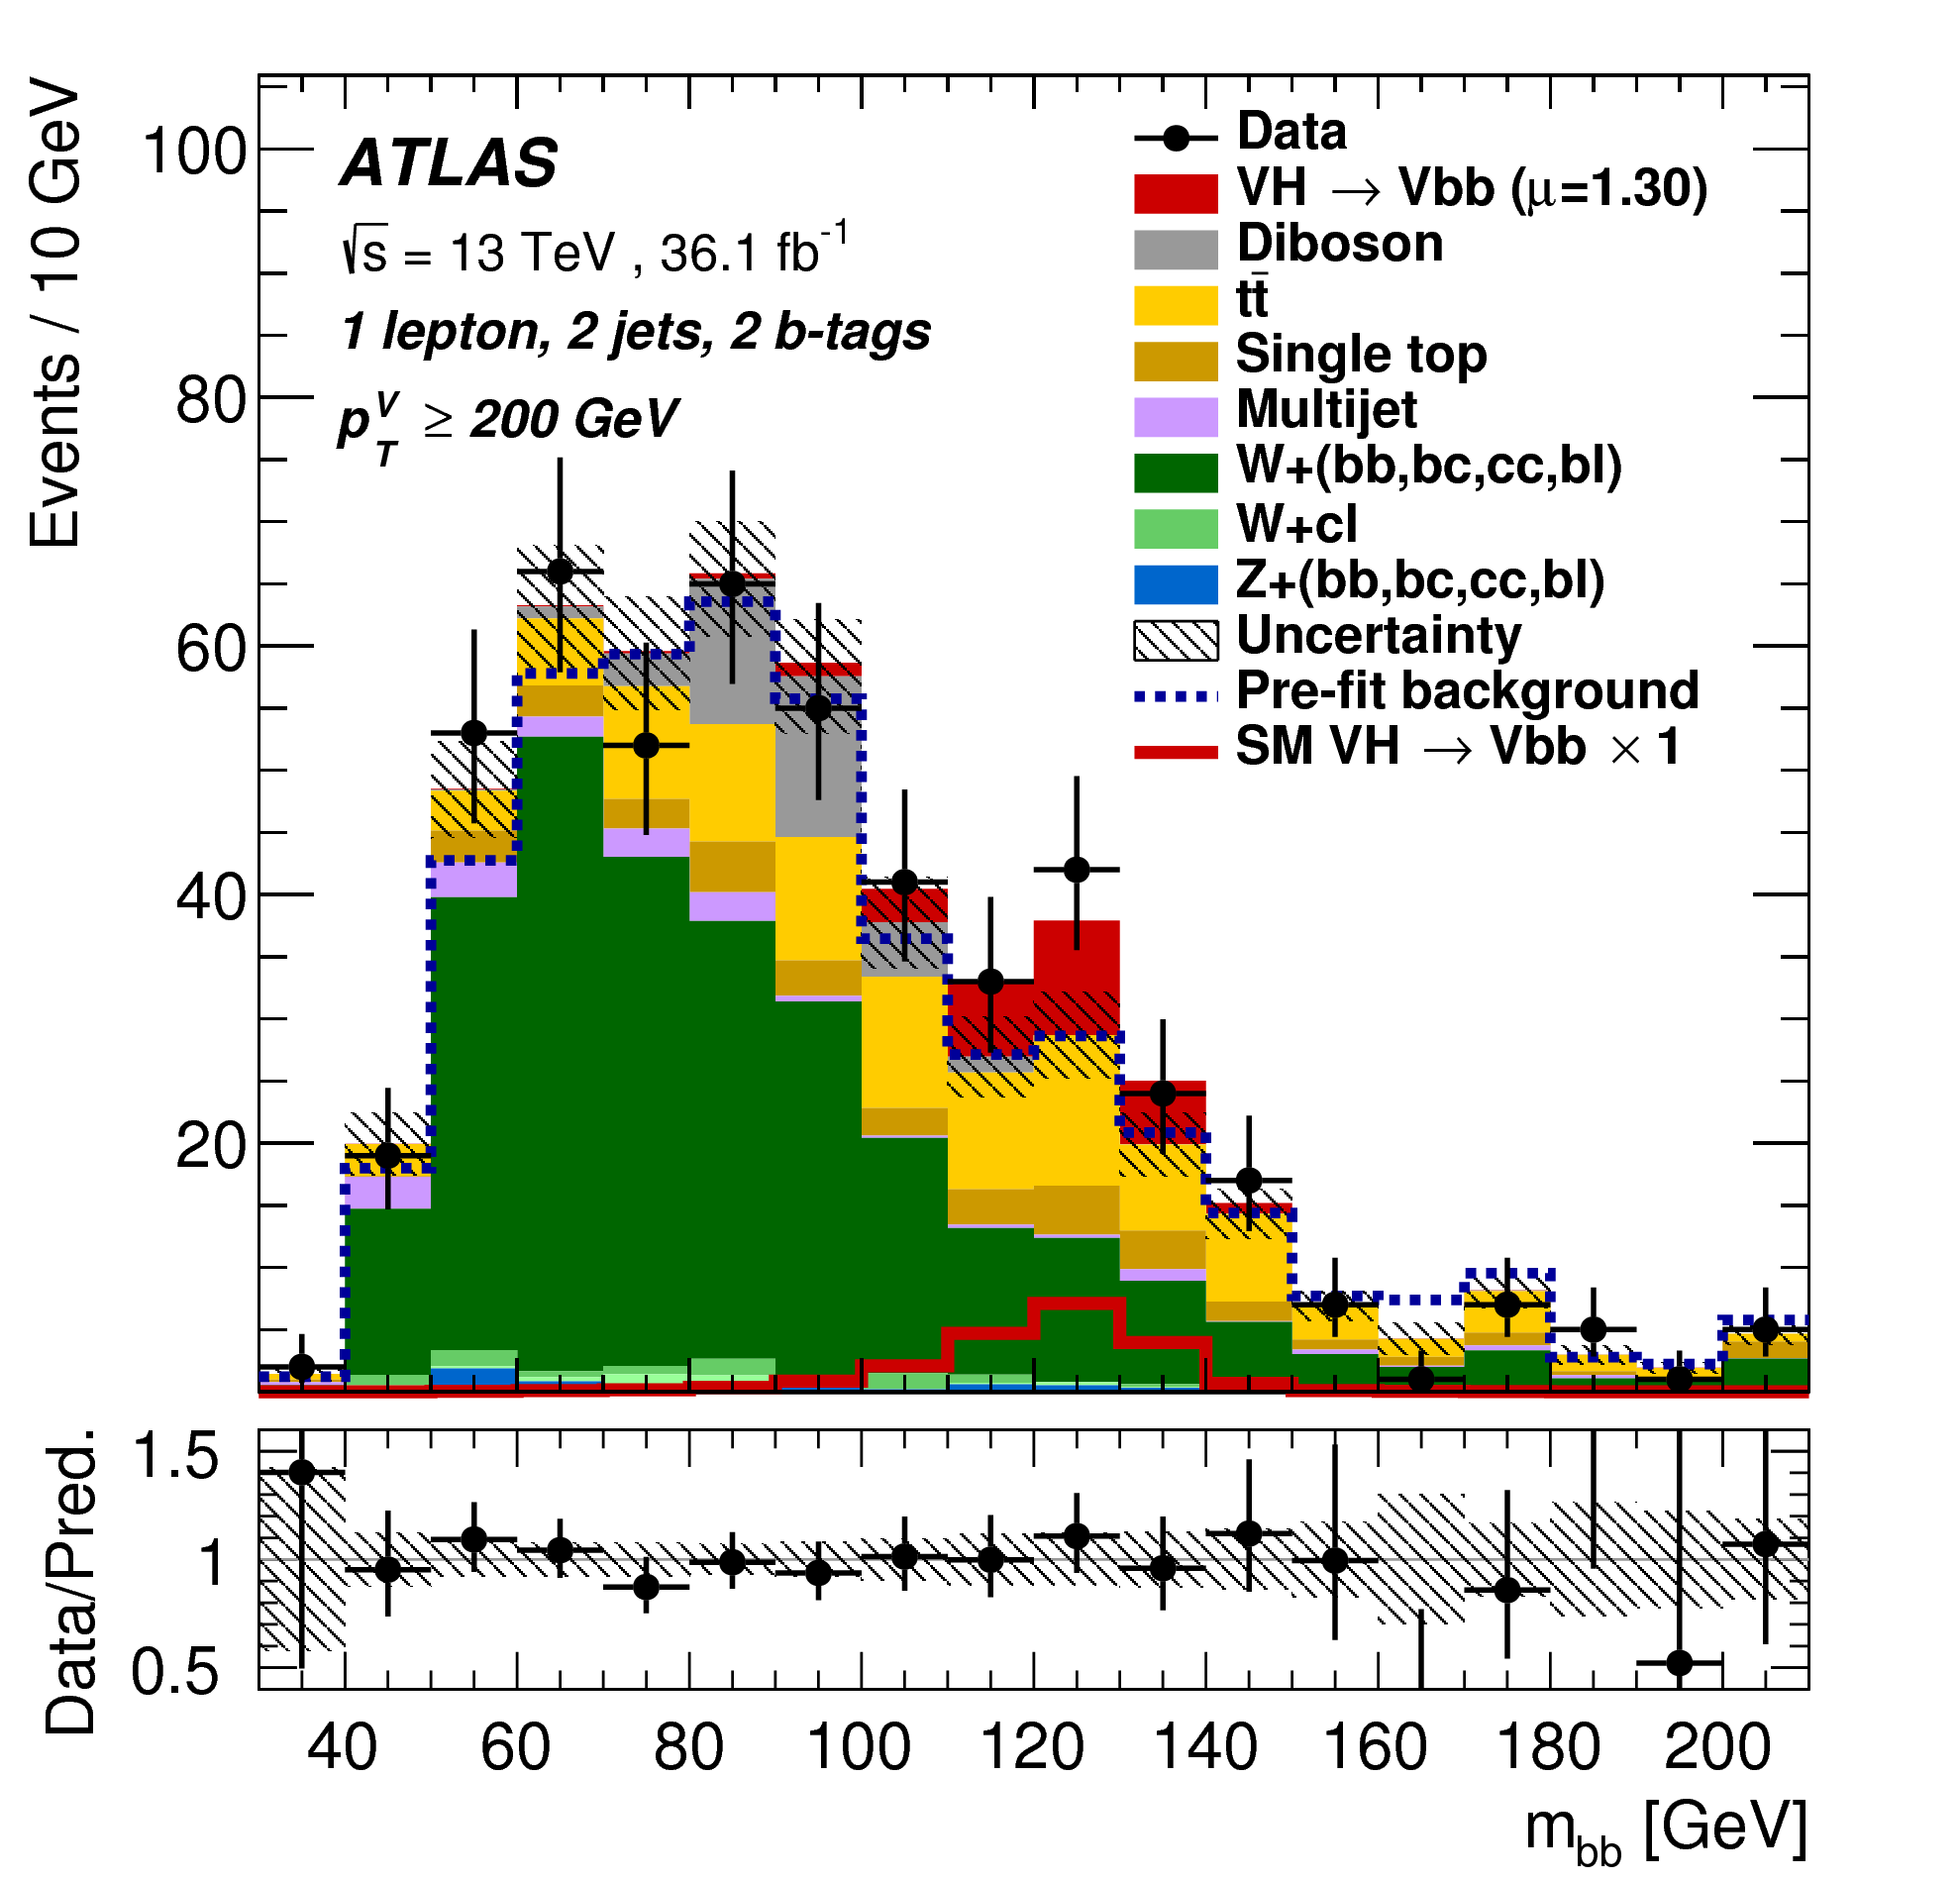 Events / 10 GeV
100
80
60
40
20
ATLAS
√s = 13 TeV , 36.1 fb⁻¹
1 lepton, 2 jets, 2 b-tags
p_T^V ≥ 200 GeV
Data
VH → Vbb (μ=1.30)
Diboson
tt̄
Single top
Multijet
W+(bb,bc,cc,bl)
W+cl
Z+(bb,bc,cc,bl)
Uncertainty
Pre-fit background
SM VH → Vbb × 1
Data/Pred.
1.5
1
0.5
40 60 80 100 120 140 160 180 200
m_bb [GeV]